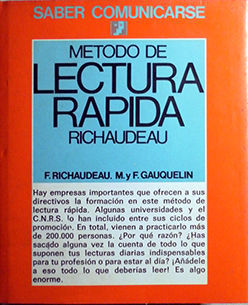 SABER COMUNICARSE
METODO DE
LECTURA
RAPIDA
RICHAUDEAU
F. RICHAUDEAU. M. y F. GAUQUELIN
Hay empresas importantes que ofrecen a sus
directivos la formación en este método de
lectura rápida. Algunas universidades y el
C.N.R.S. lo han incluido entre sus ciclos de
promoción. En total, vienen a practicarlo más
de 200.000 personas. ¿Por qué razón? ¿Has
sacado alguna vez la cuenta de todo lo que
suponen tus lecturas diarias indispensables
para tu profesión o para estar al día? ¡Añádele
a eso todo lo que deberías leer! Es algo
enorme.